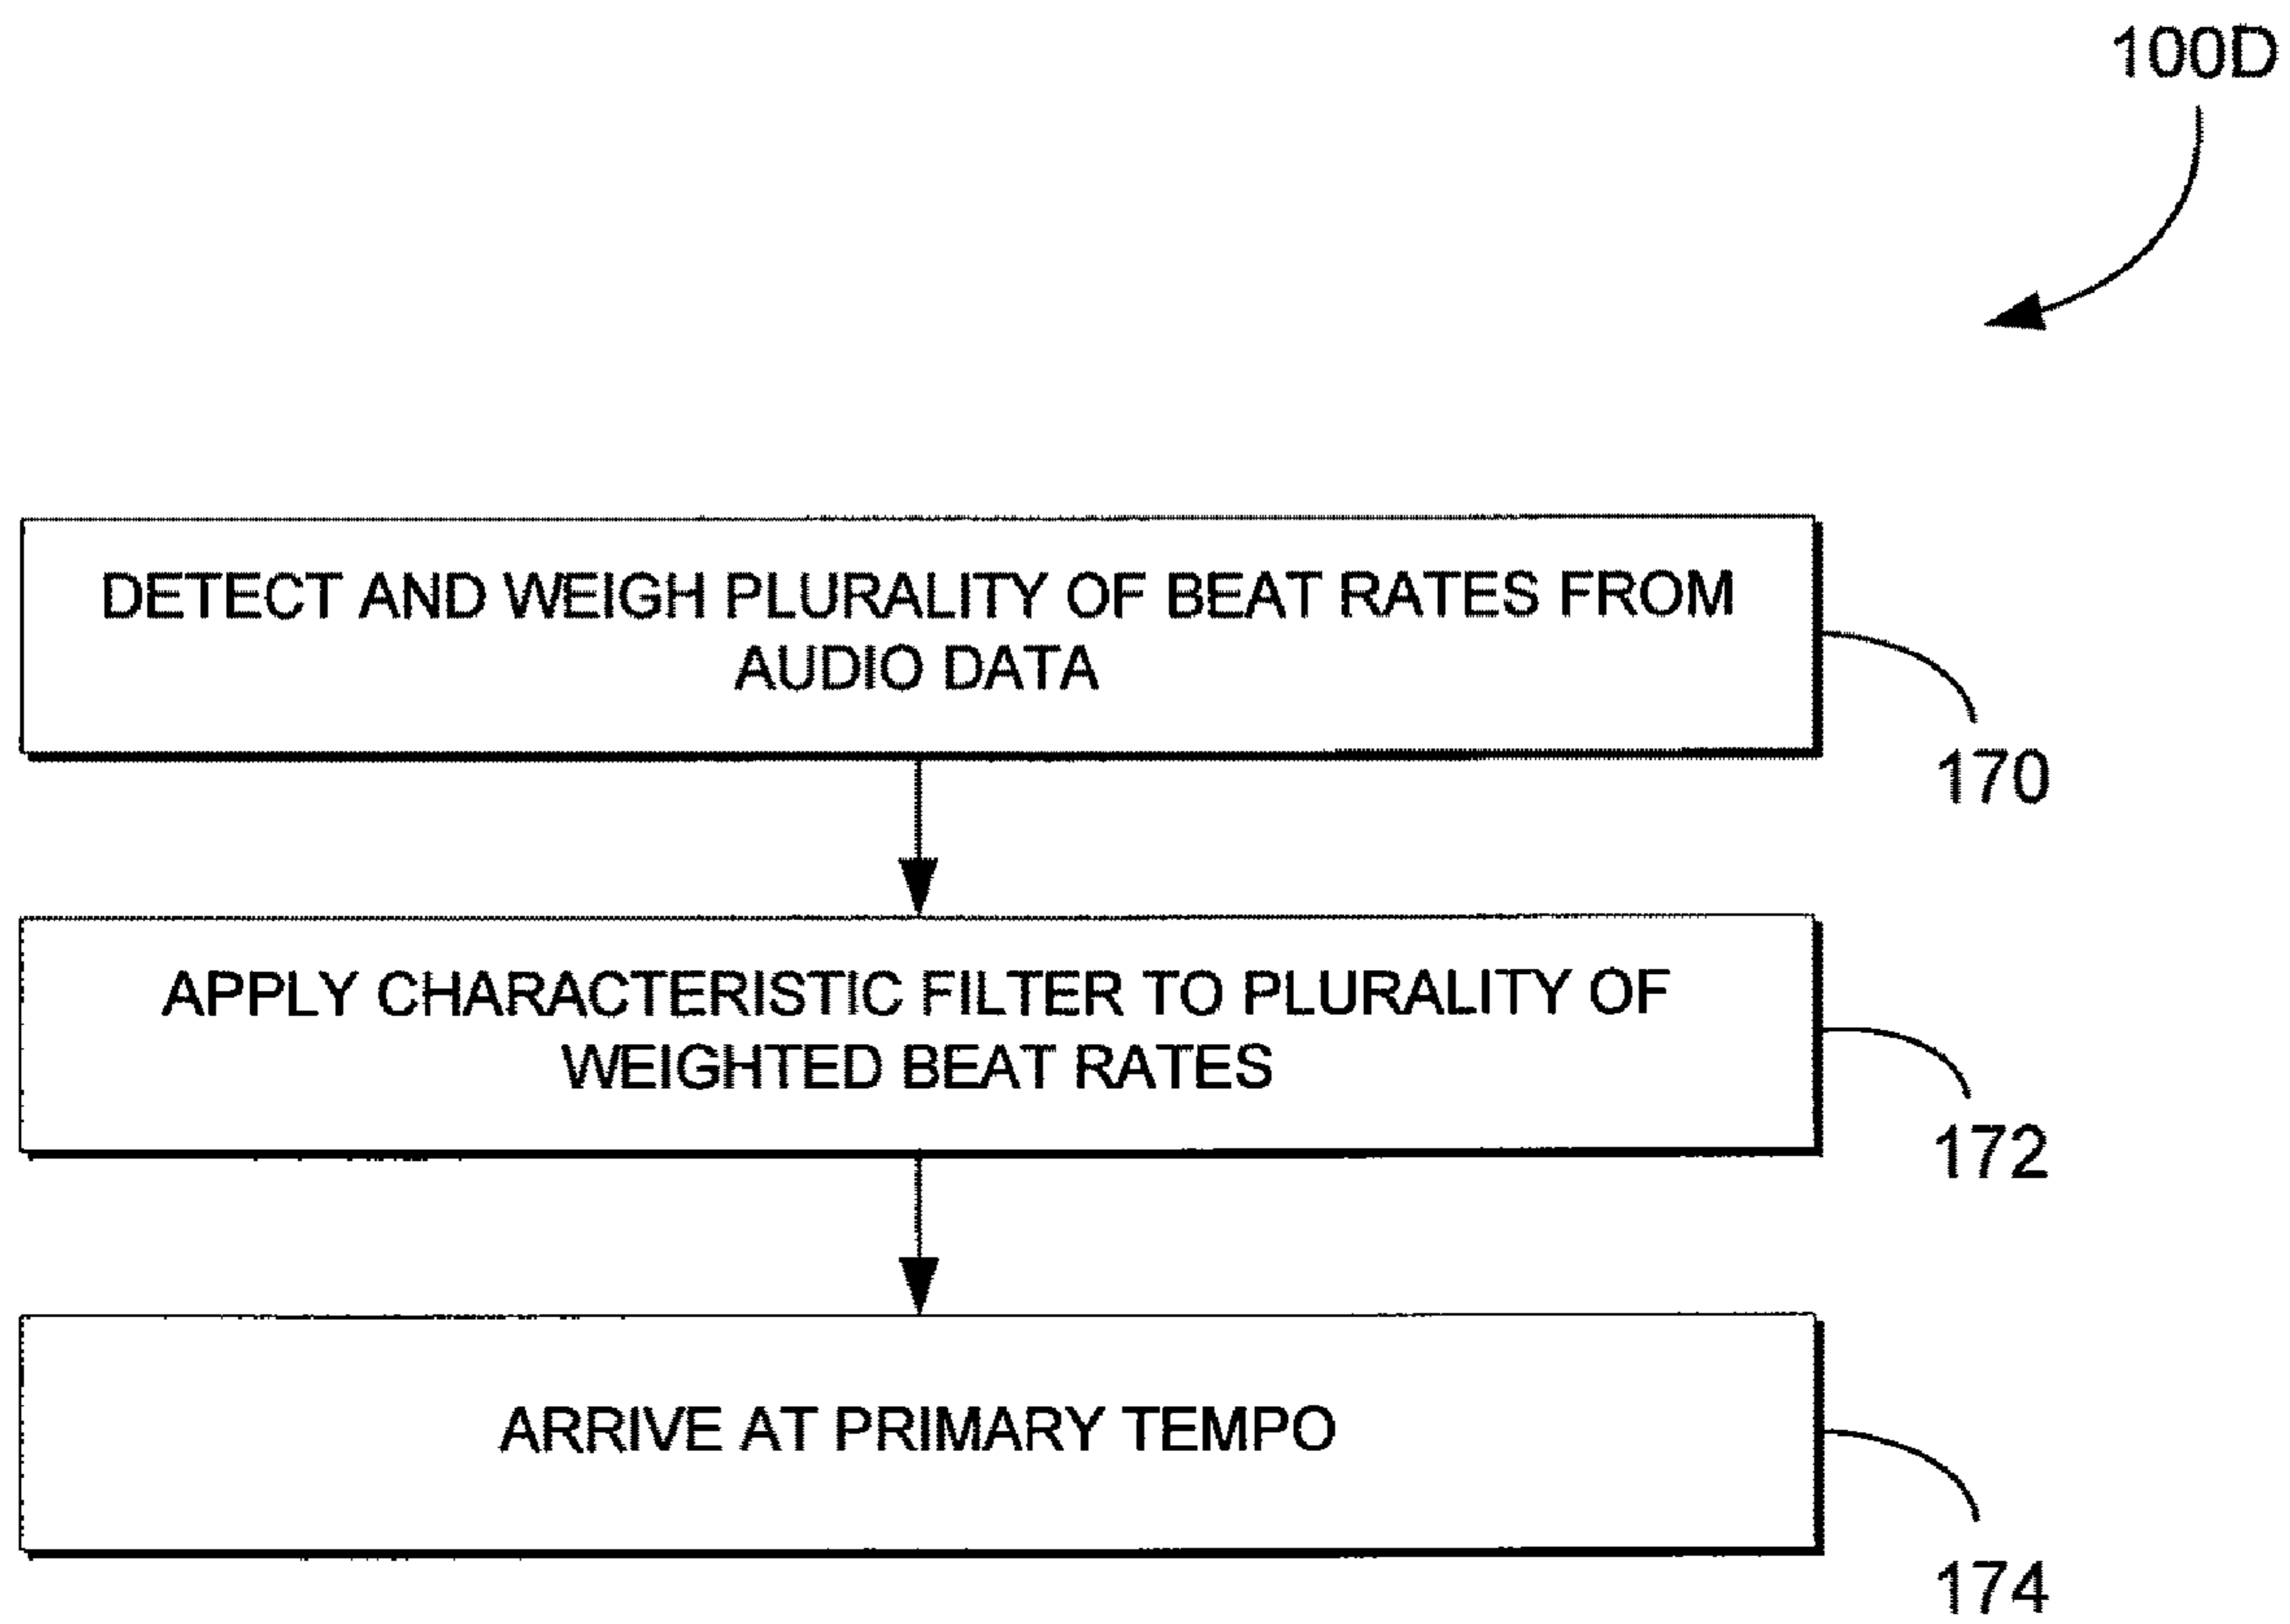 100D
DETECT AND WEIGH PLURALITY OF BEAT RATES FROM
AUDIO DATA
170
APPLY CHARACTERISTIC FILTER TO PLURALITY OF
WEIGHTED BEAT RATES
172
ARRIVE AT PRIMARY TEMPO
174